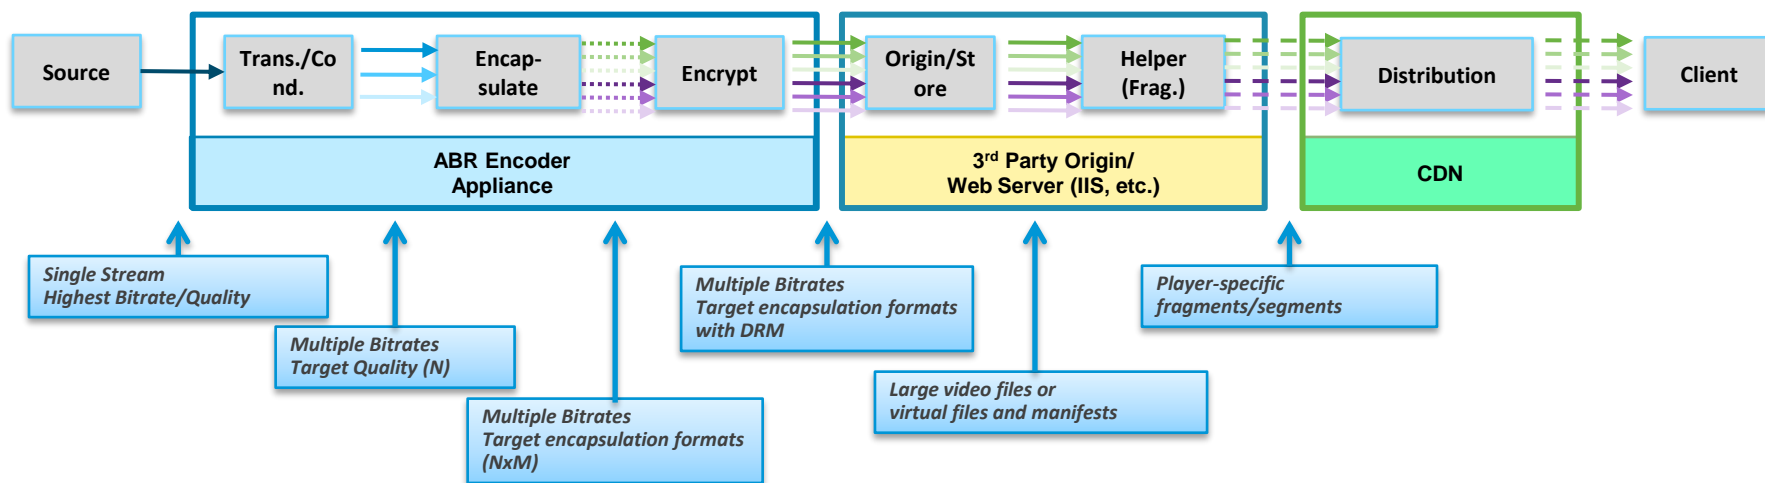 Source
Trans./Co
nd.
Encap-
sulate
Encrypt
Origin/St
ore
Helper
(Frag.)
Distribution
Client
ABR Encoder
Appliance
3rd Party Origin/
Web Server (IIS, etc.)
CDN
Single Stream
Highest Bitrate/Quality
Multiple Bitrates
Target Quality (N)
Multiple Bitrates
Target encapsulation formats
(NxM)
Multiple Bitrates
Target encapsulation formats
with DRM
Large video files or
virtual files and manifests
Player-specific
fragments/segments